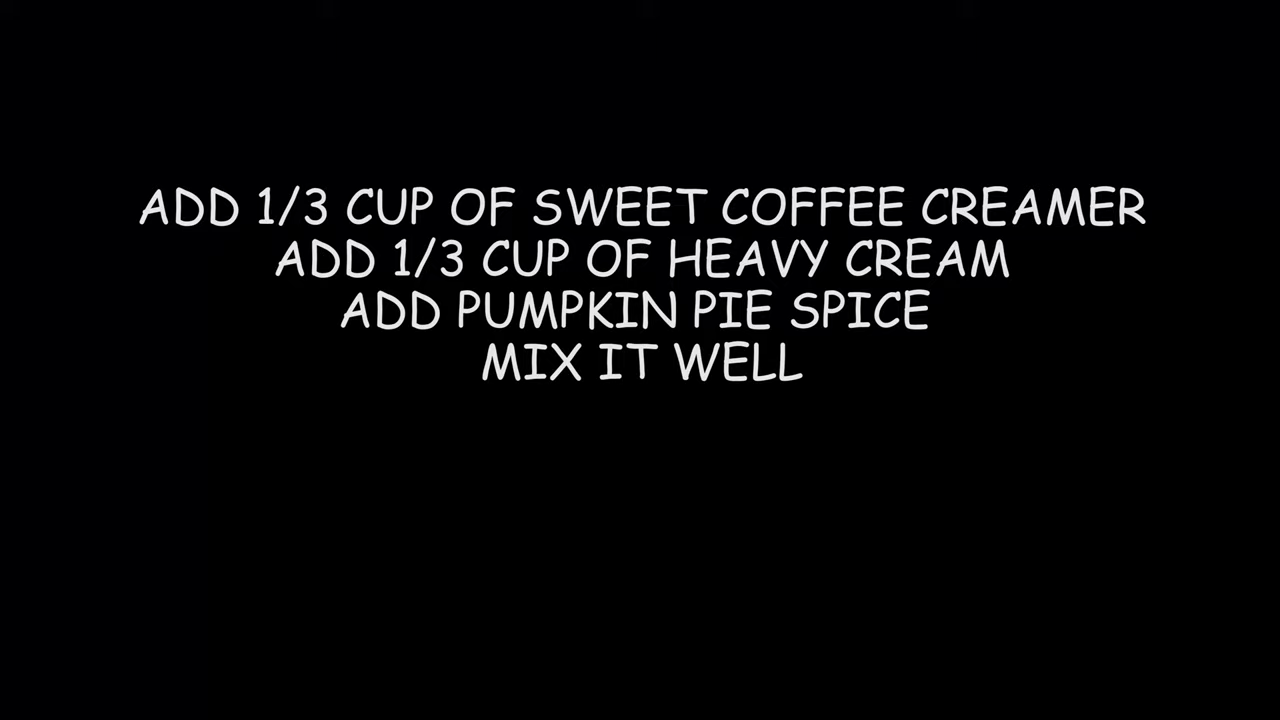 ADD 1/3 CUP OF SWEET COFFEE CREAMER
ADD 1/3 CUP OF HEAVY CREAM
ADD PUMPKIN PIE SPICE
MIX IT WELL